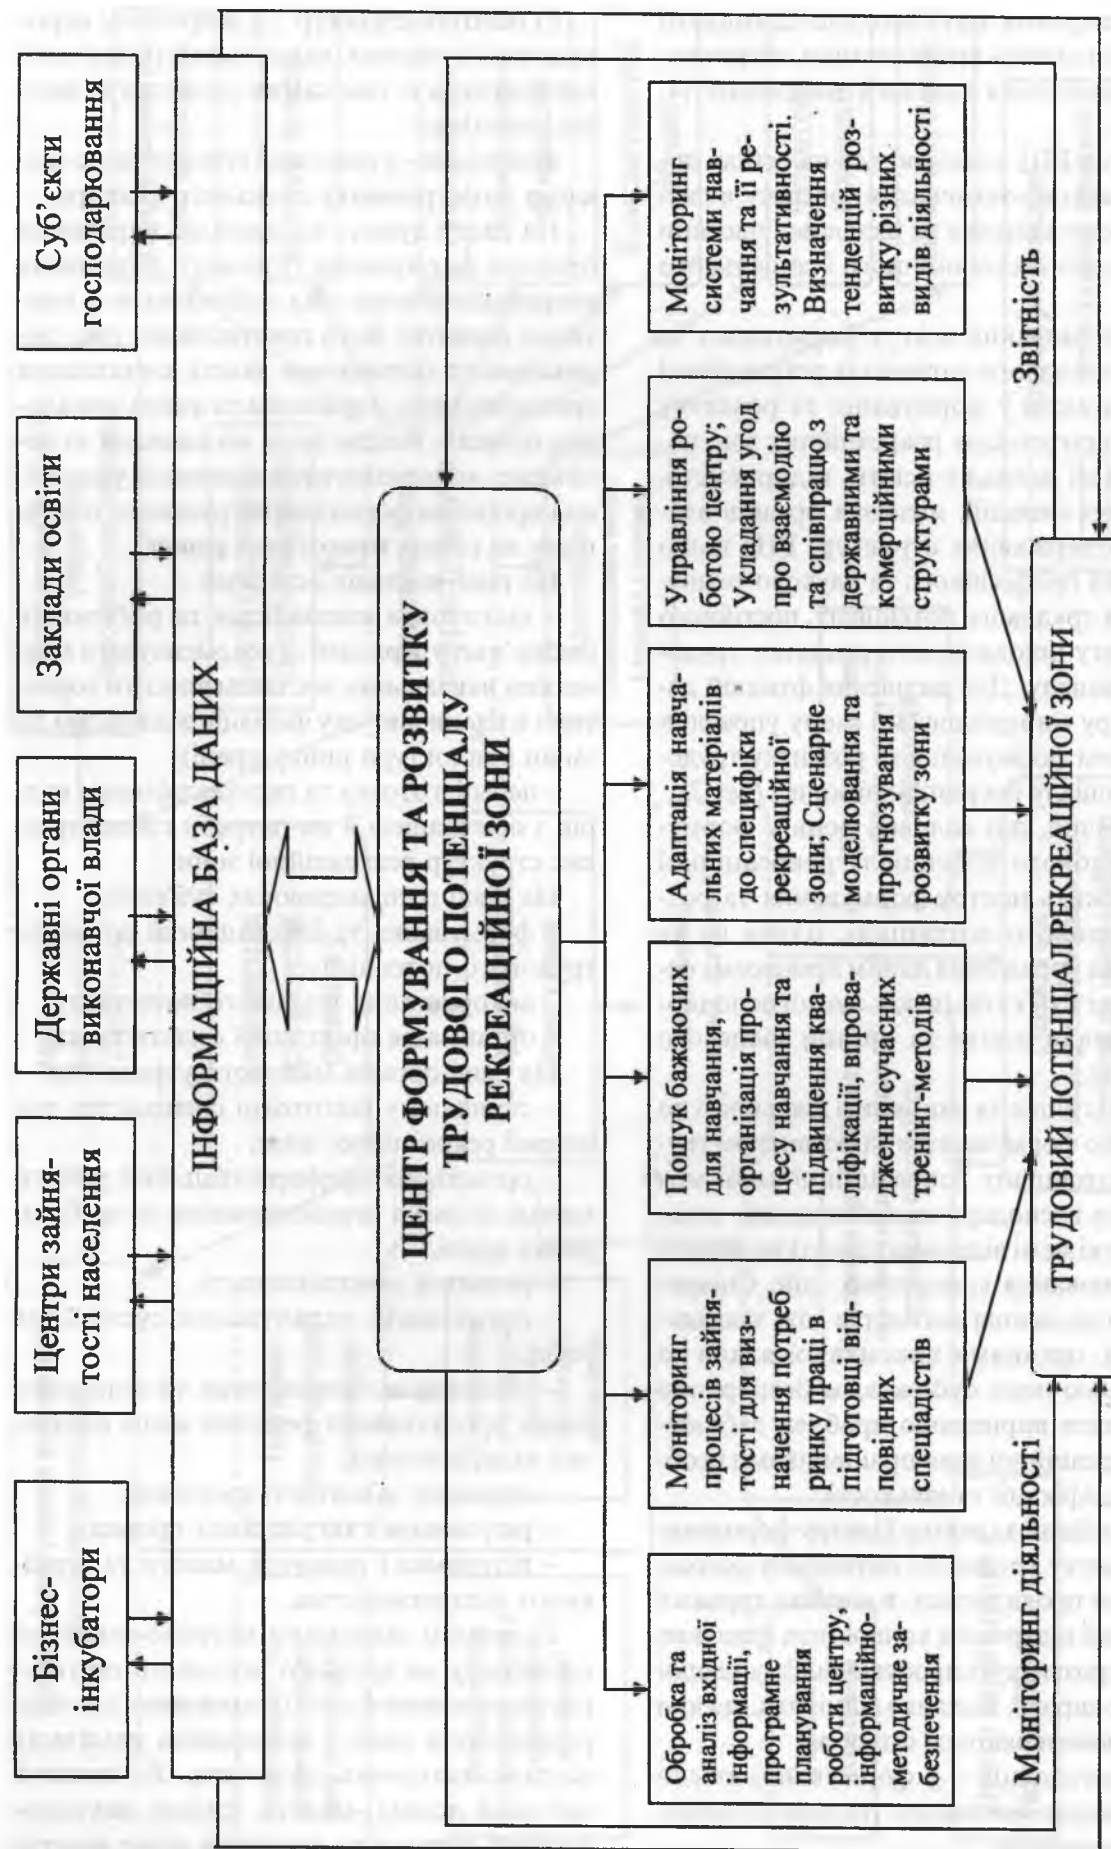 Бізнес-
інкубатори
Центри зайня-
тості населення
Державні органи
виконавчої влади
Заклади освіти
Суб’єкти
господарювання
ІНФОРМАЦІЙНА БАЗА ДАНИХ
ЦЕНТР ФОРМУВАННЯ ТА РОЗВИТКУ
ТРУДОВОГО ПОТЕНЦІАЛУ
РЕКРЕАЦІЙНОЇ ЗОНИ
Обробка та
аналіз вхідної
інформації,
програмне
планування
роботи центру,
інформаційно-
методичне за-
безпечення
Моніторинг
процесів зайня-
тості для виз-
начення потреб
ринку праці в
підготовці від-
повідних
спеціалістів
Пошук бажаючих
для навчання,
організація про-
цесу навчання та
підвищення ква-
ліфікації, впрова-
дження сучасних
тренінг-методів
Адаптація навча-
льних матеріалів
до специфіки
рекреаційної
зони; Сценарне
моделювання та
прогнозування
розвитку зони
Управління ро-
ботою центру;
Укладання угод
про взаємодію
та співпрацю з
державними та
комерційними
структурами
Моніторинг
системи нав-
чання та її ре-
зультативності.
Визначення
тенденцій роз-
витку різних
видів діяльності
Моніторинг діяльності
Звітність
ТРУДОВИЙ ПОТЕНЦІАЛ РЕКРЕАЦІЙНОЇ ЗОНИ